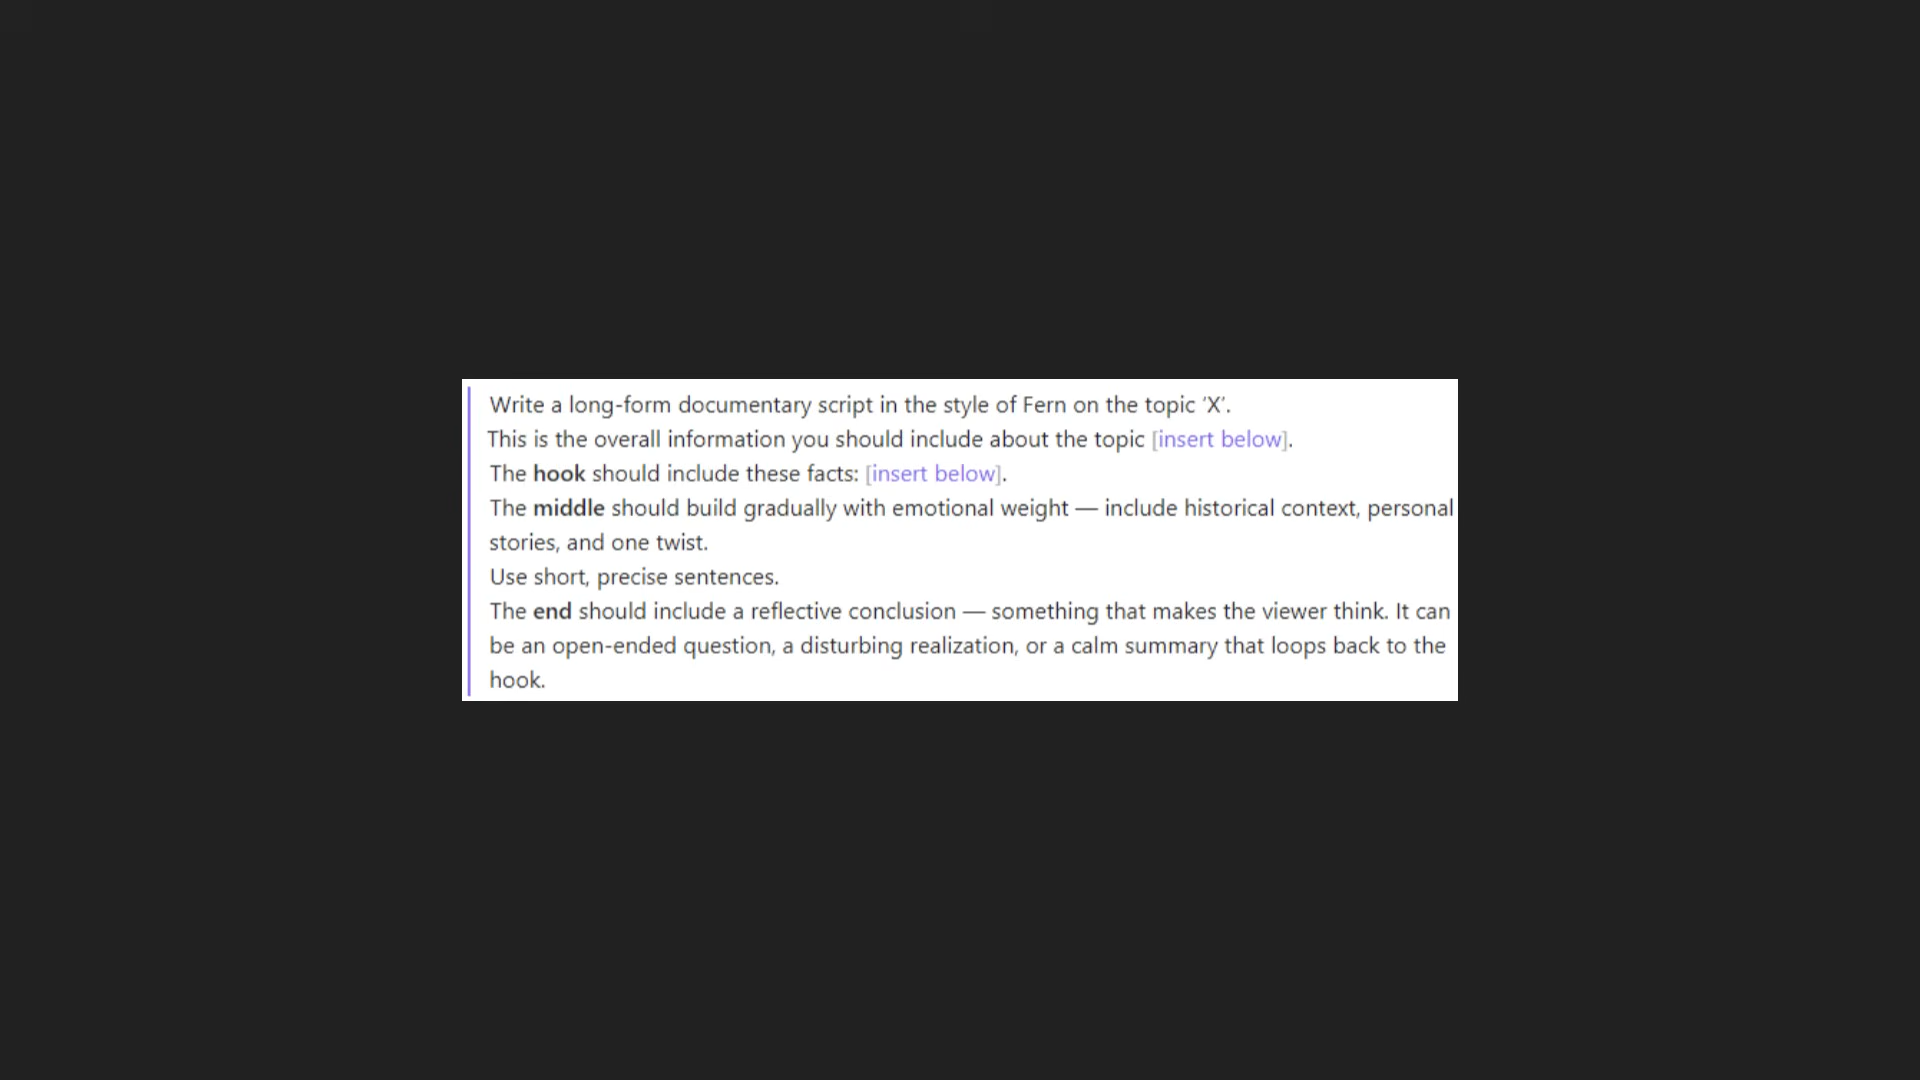 Write a long-form documentary script in the style of Fern on the topic ‘X’.
This is the overall information you should include about the topic [insert below].
The hook should include these facts: [insert below].
The middle should build gradually with emotional weight — include historical context, personal
stories, and one twist.
Use short, precise sentences.
The end should include a reflective conclusion — something that makes the viewer think. It can
be an open-ended question, a disturbing realization, or a calm summary that loops back to the
hook.